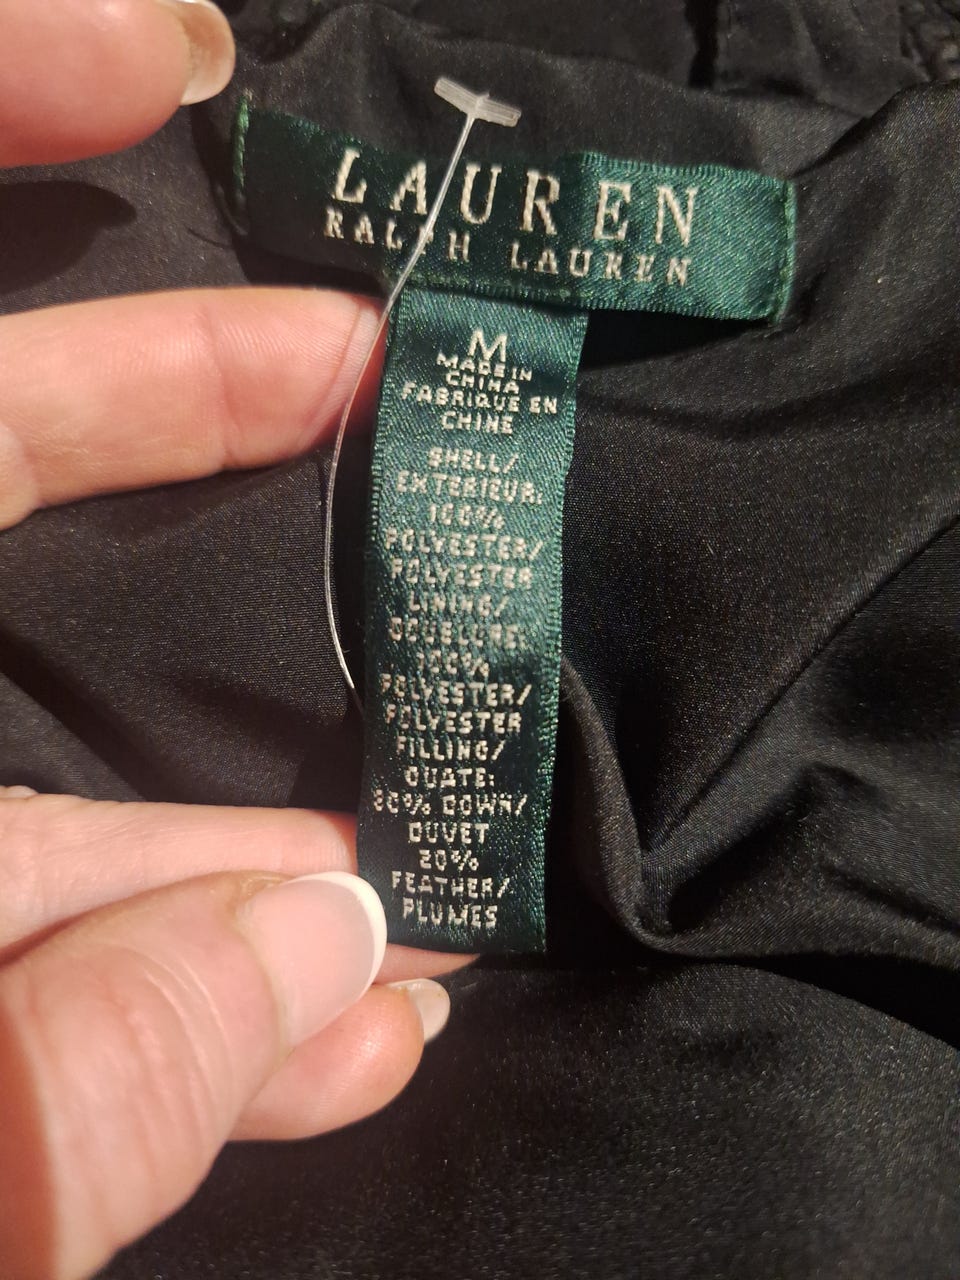 LAUREN
RALPH LAUREN
M
MADE IN
CHINA
FABRIQUE EN
CHINE
SHELL/
EXTERIEUR:
100%
POLYESTER/
POLYESTER
LINING/
DOUBLURE:
100%
POLYESTER/
POLYESTER
FILLING/
OUATE:
80% DOWN/
DUVET
20%
FEATHER/
PLUMES